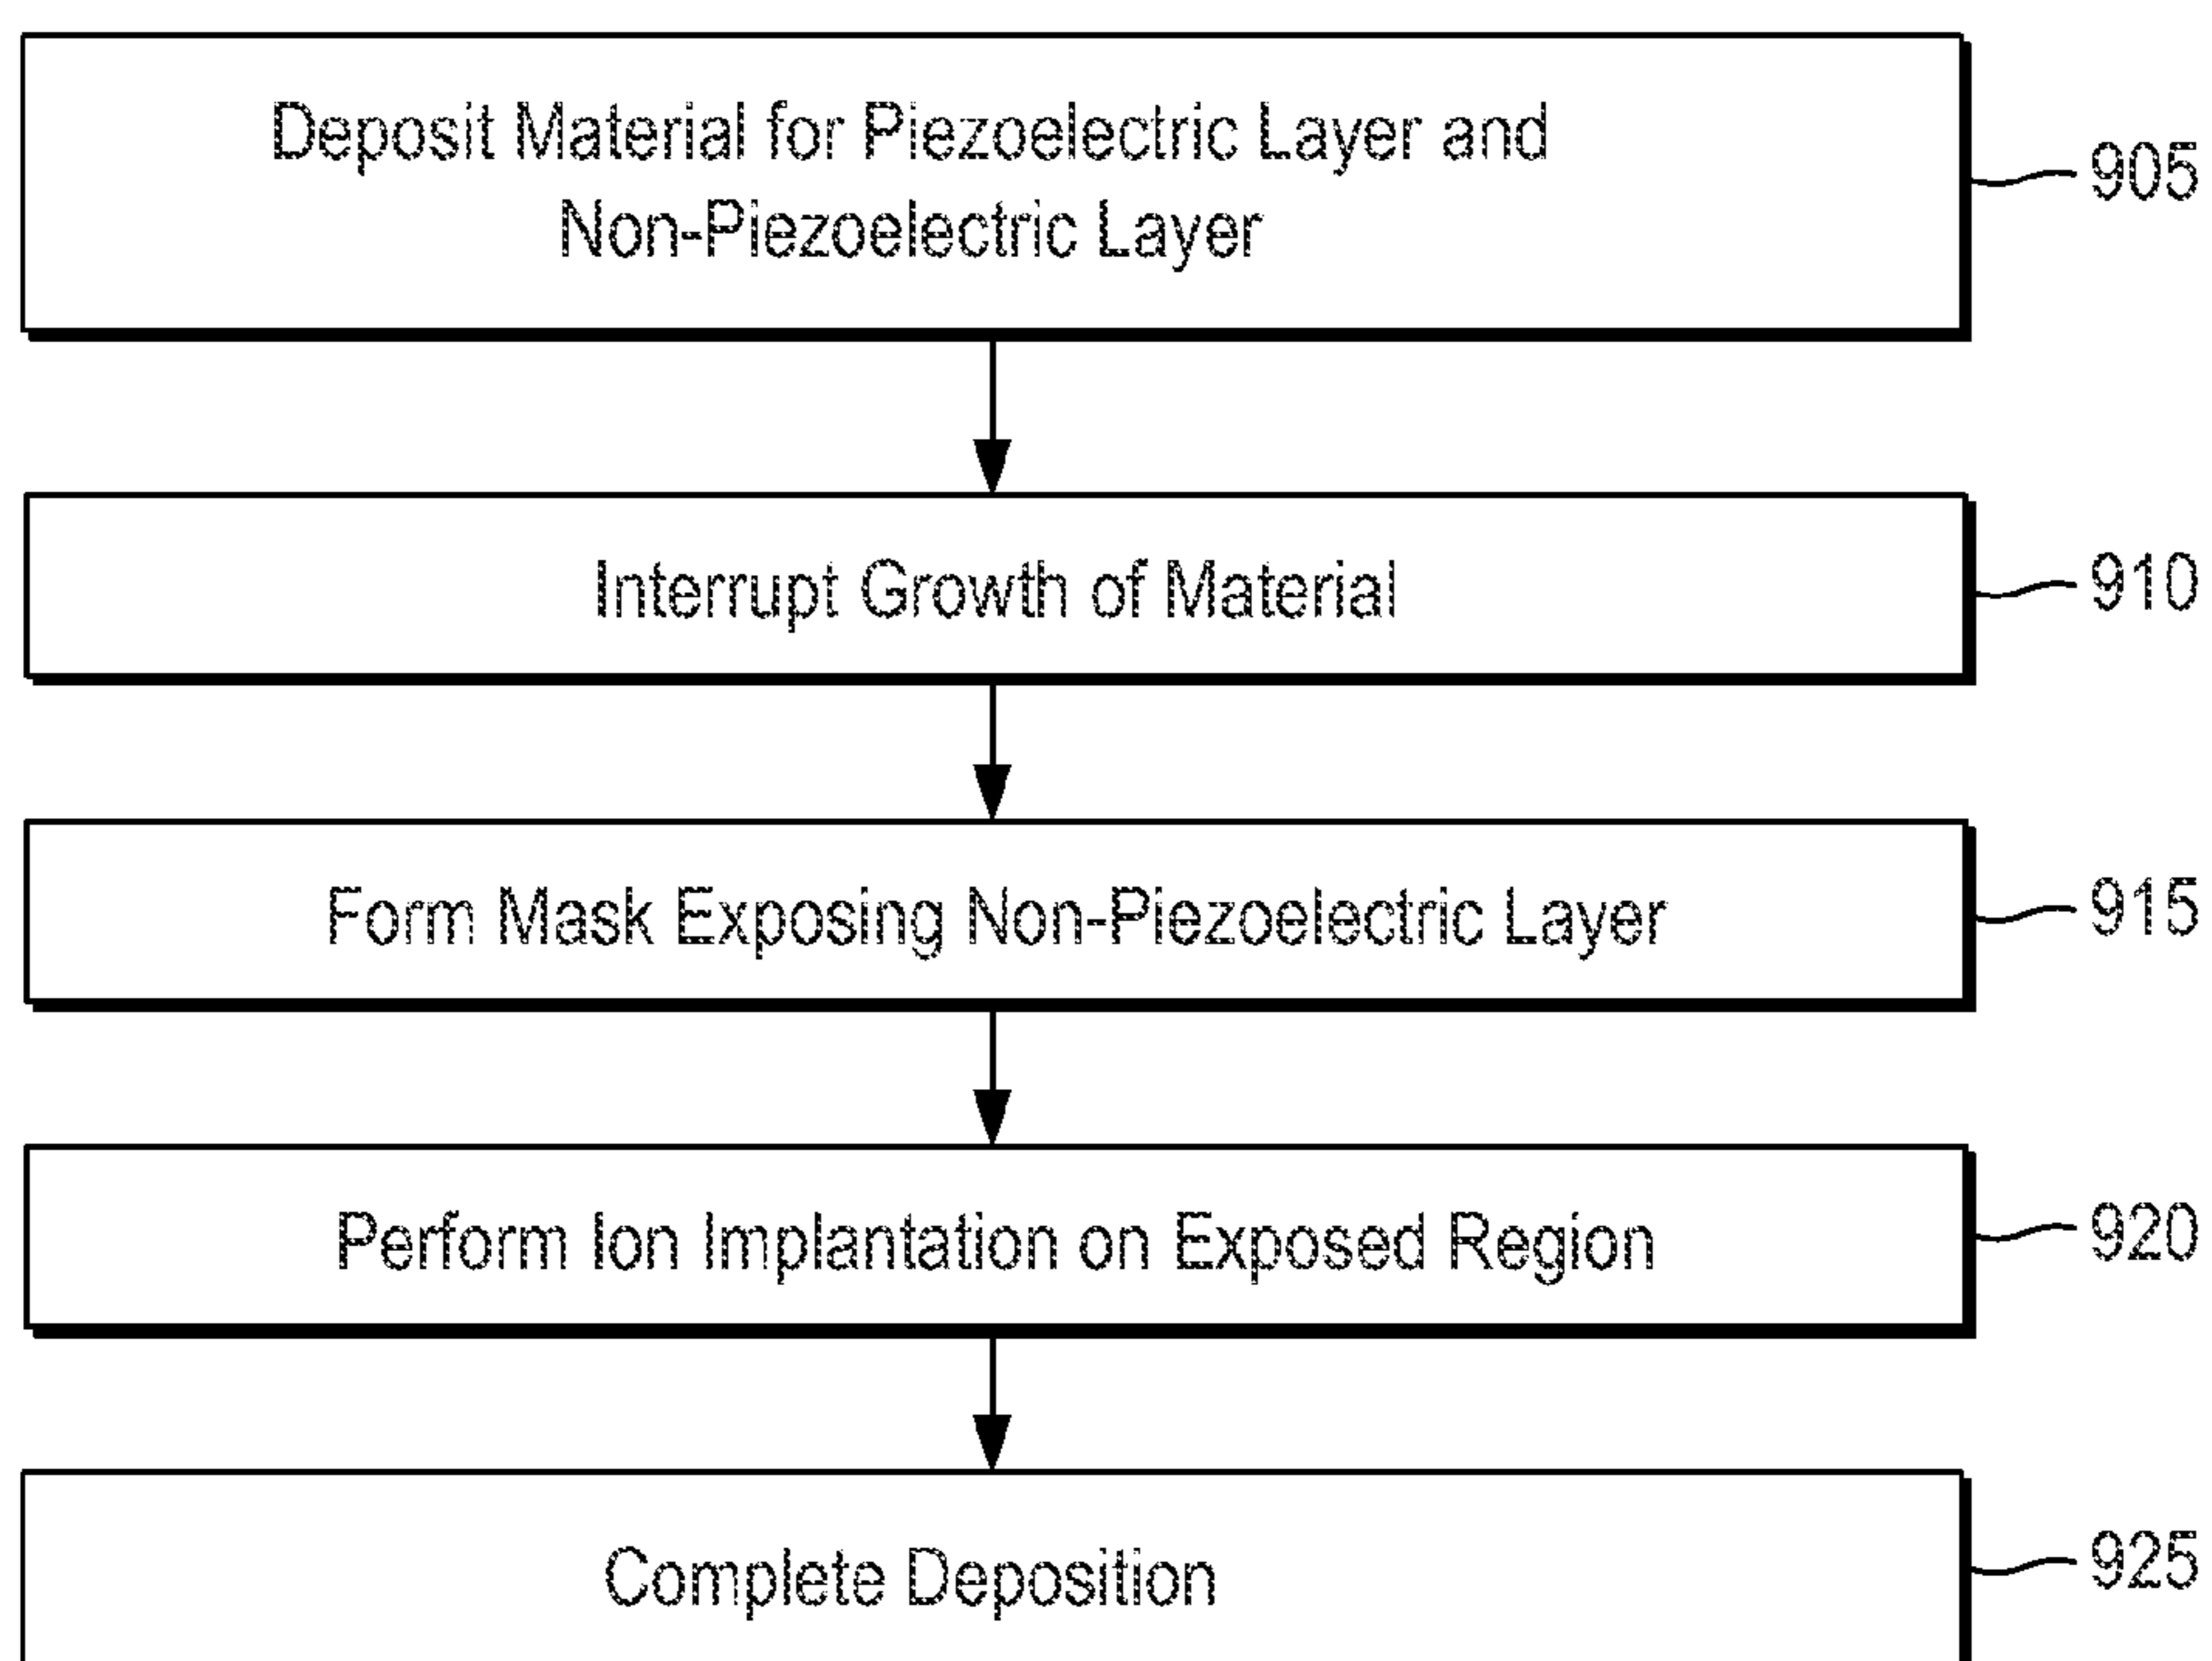 Deposit Material for Piezoelectric Layer and
Non-Piezoelectric Layer
905
Interrupt Growth of Material
910
Form Mask Exposing Non-Piezoelectric Layer
915
Perform Ion Implantation on Exposed Region
920
Complete Deposition
925